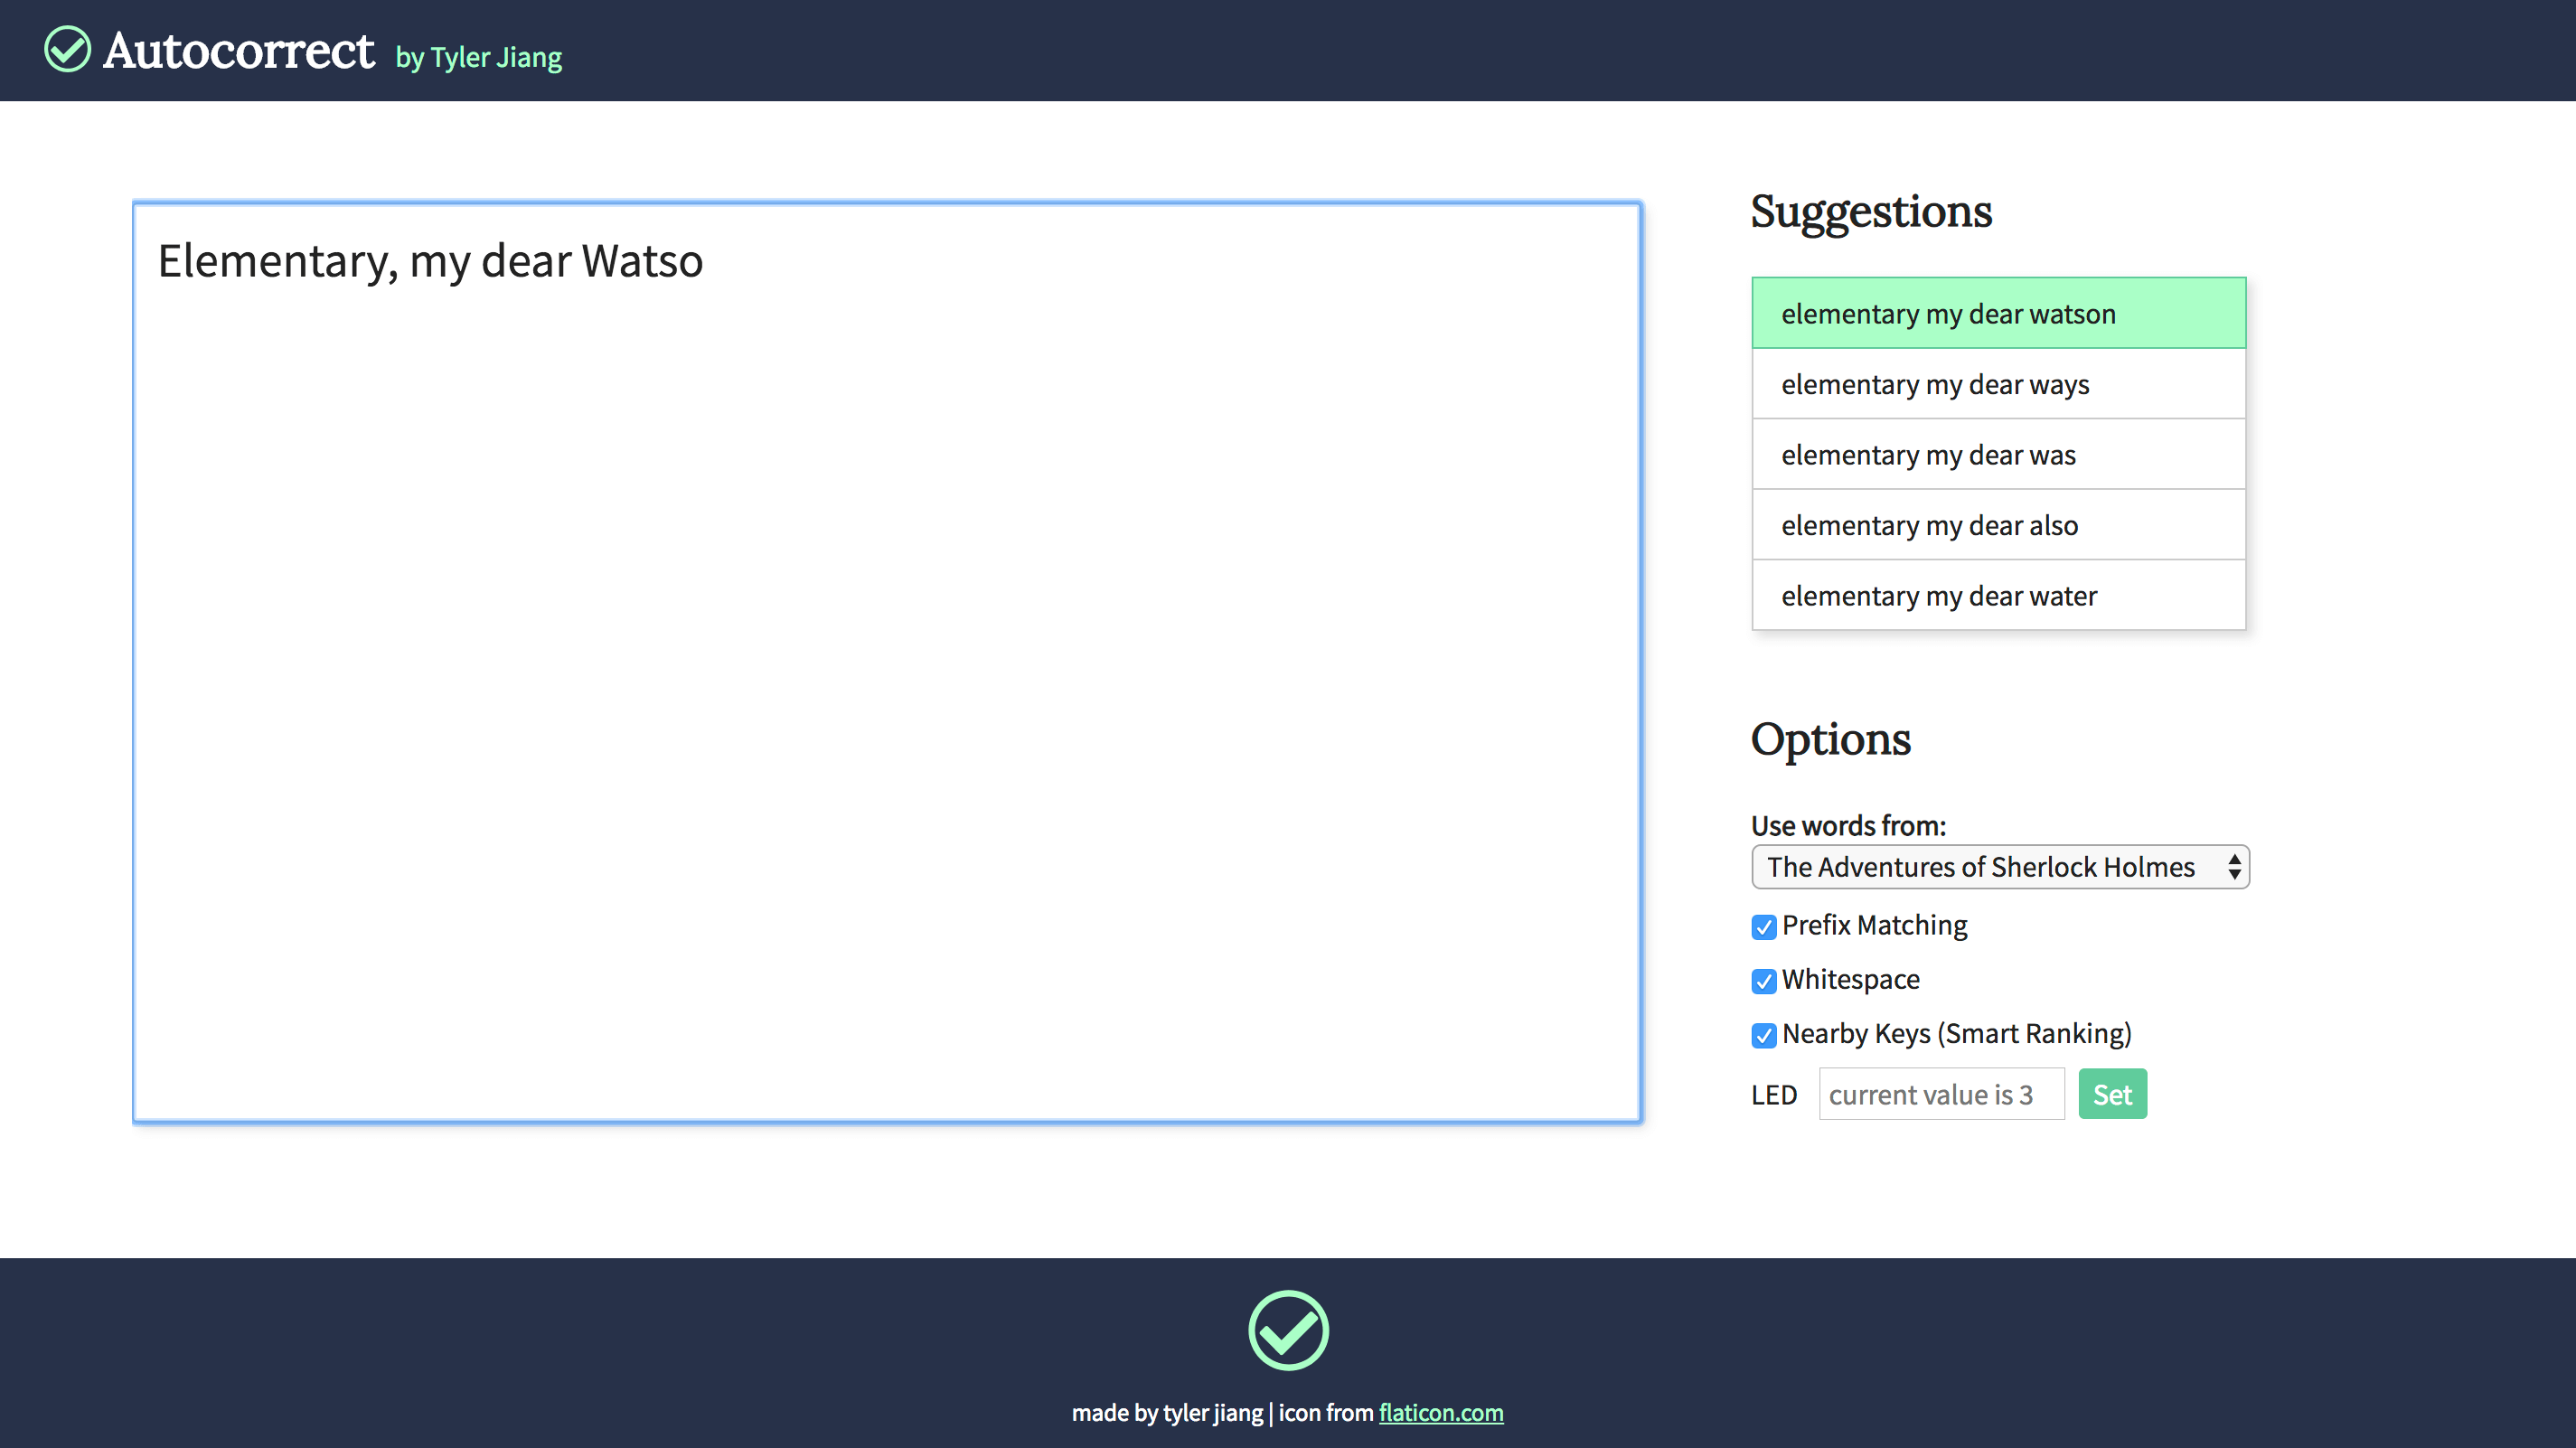 Autocorrect by Tyler Jiang
Elementary, my dear Watso
Suggestions
elementary my dear watson
elementary my dear ways
elementary my dear was
elementary my dear also
elementary my dear water
Options
Use words from:
The Adventures of Sherlock Holmes
Prefix Matching
Whitespace
Nearby Keys (Smart Ranking)
LED current value is 3 Set
made by tyler jiang | icon from flaticon.com